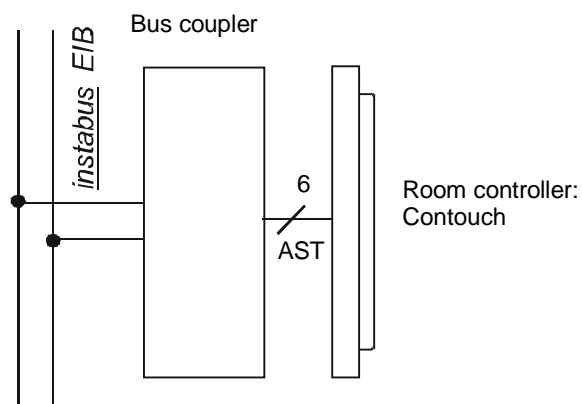 Bus coupler
instabus EIB
6
AST
Room controller:
Contouch